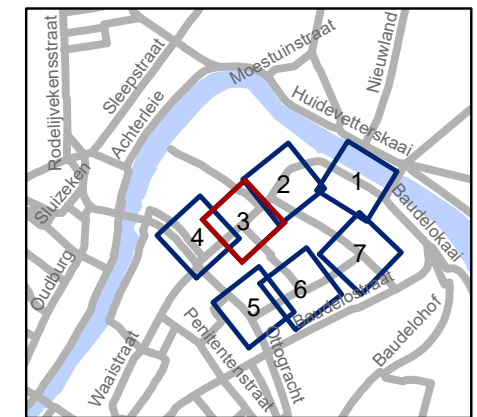 Moestuinstraat
Nieuwland
Rodelijvekensstraat
Sleepstraat
Achterleie
Huidevetterskaai
Sluizeken
Baudelokaai
Oudburg
Waaistraat
Penitentenstraat
Ottogracht
Baudelostraat
Baudelohof
1
2
3
4
5
6
7